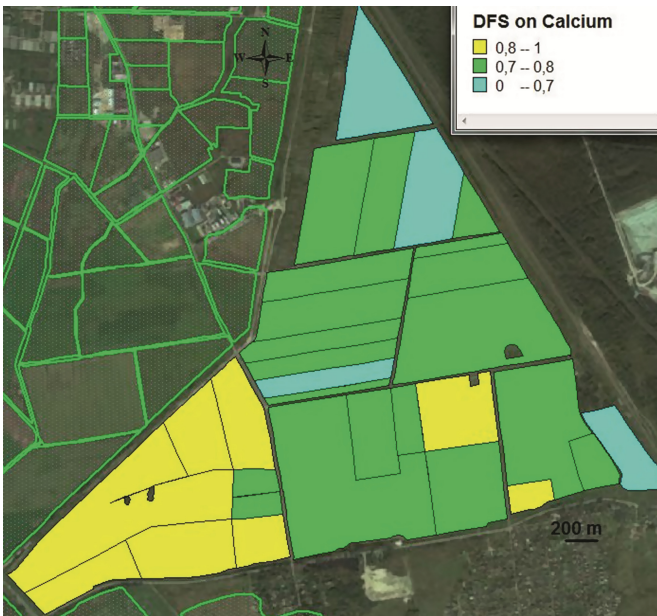 DFS on Calcium
0,8 -- 1
0,7 -- 0,8
0 -- 0,7
N
W E
S
200 m